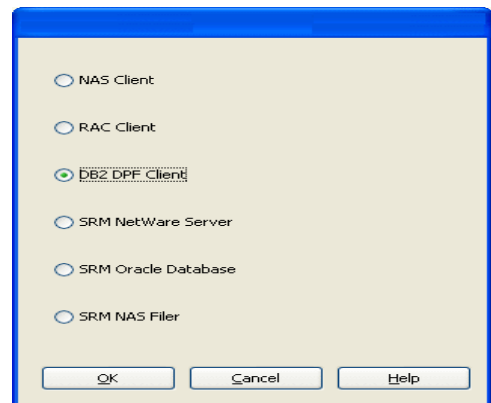 NAS Client
RAC Client
DB2 DPF Client
SRM NetWare Server
SRM Oracle Database
SRM NAS Filer
OK Cancel Help